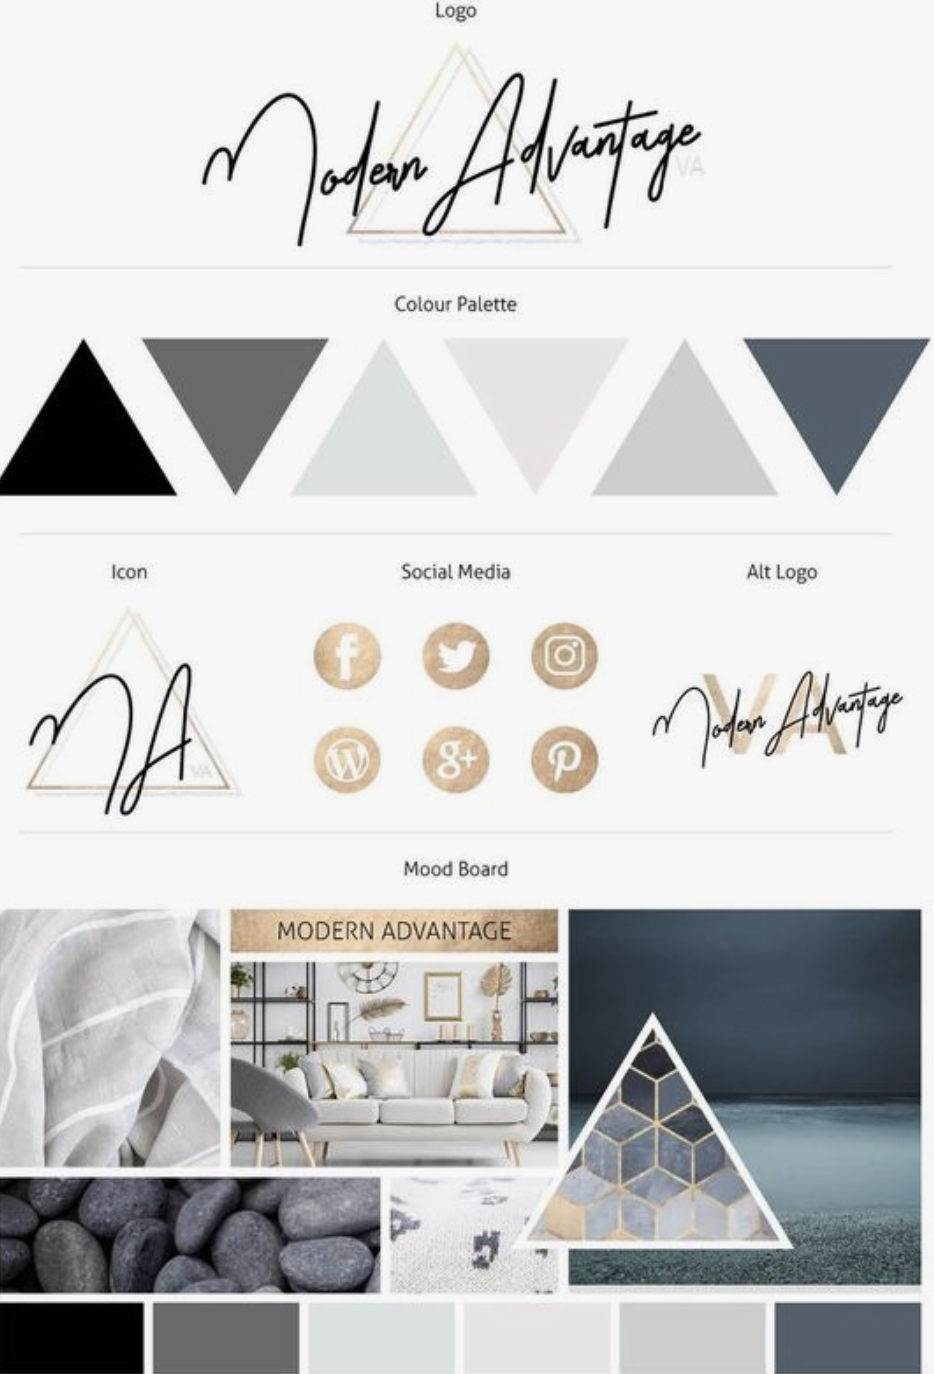 Logo
Modern Advantage
VA
Colour Palette
Icon
Social Media
Alt Logo
MA
VA
f
W
g+
p
VA
Modern Advantage
Mood Board
MODERN ADVANTAGE